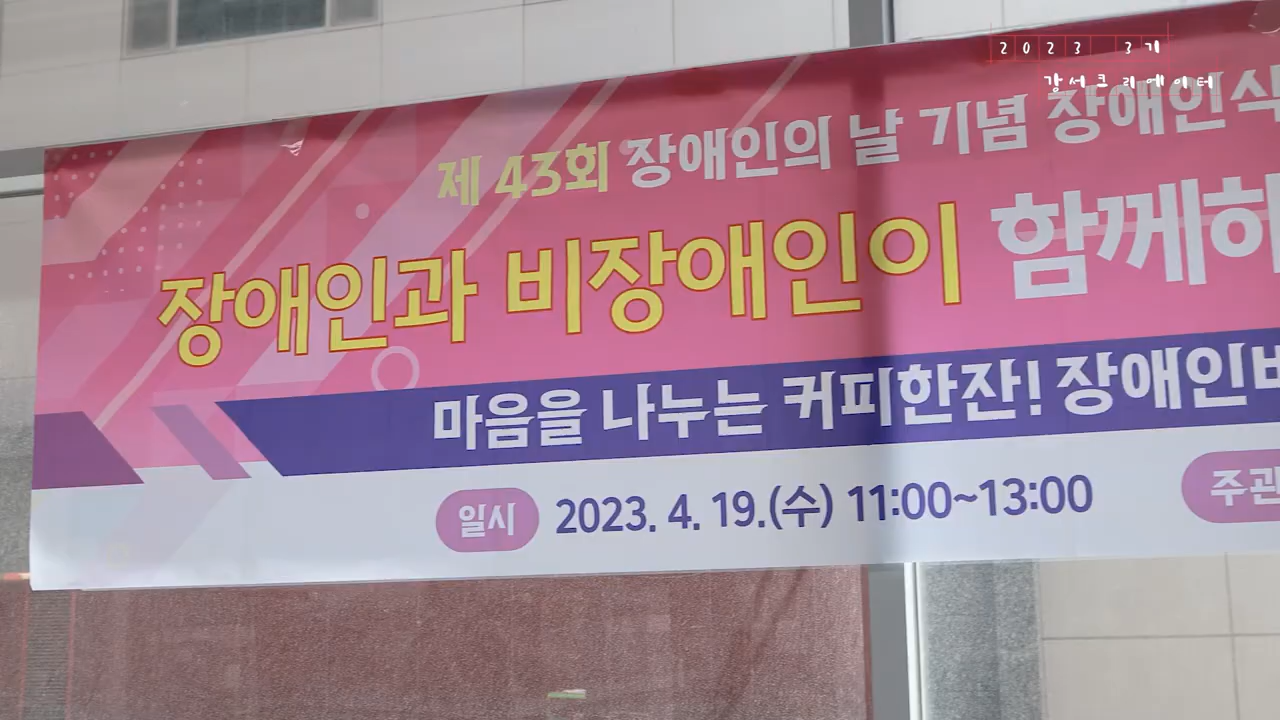 2023 3기
강서크리에이터
제 43회 장애인의 날 기념 장애인식
장애인과 비장애인이 함께하
마음을 나누는 커피한잔! 장애인바
일시 2023. 4. 19.(수) 11:00~13:00
주관